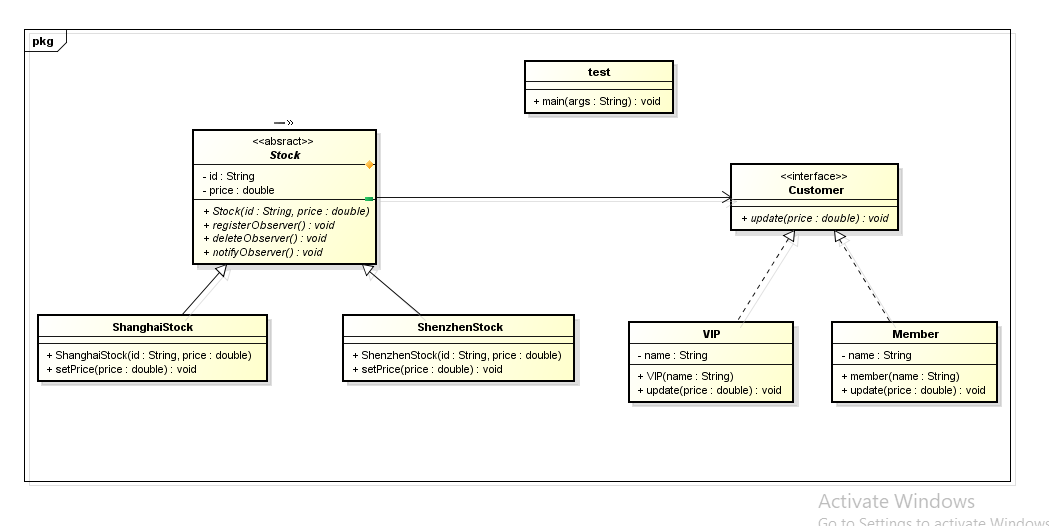 pkg
test
+ main(args : String) : void
<<absract>>
Stock
- id : String
- price : double
+ Stock(id : String, price : double)
+ registerObserver() : void
+ deleteObserver() : void
+ notifyObserver() : void
<<interface>>
Customer
+ update(price : double) : void
ShanghaiStock
+ ShanghaiStock(id : String, price : double)
+ setPrice(price : double) : void
ShenzhenStock
+ ShenzhenStock(id : String, price : double)
+ setPrice(price : double) : void
VIP
- name : String
+ VIP(name : String)
+ update(price : double) : void
Member
- name : String
+ member(name : String)
+ update(price : double) : void
Activate Windows
Go to Settings to activate Windows